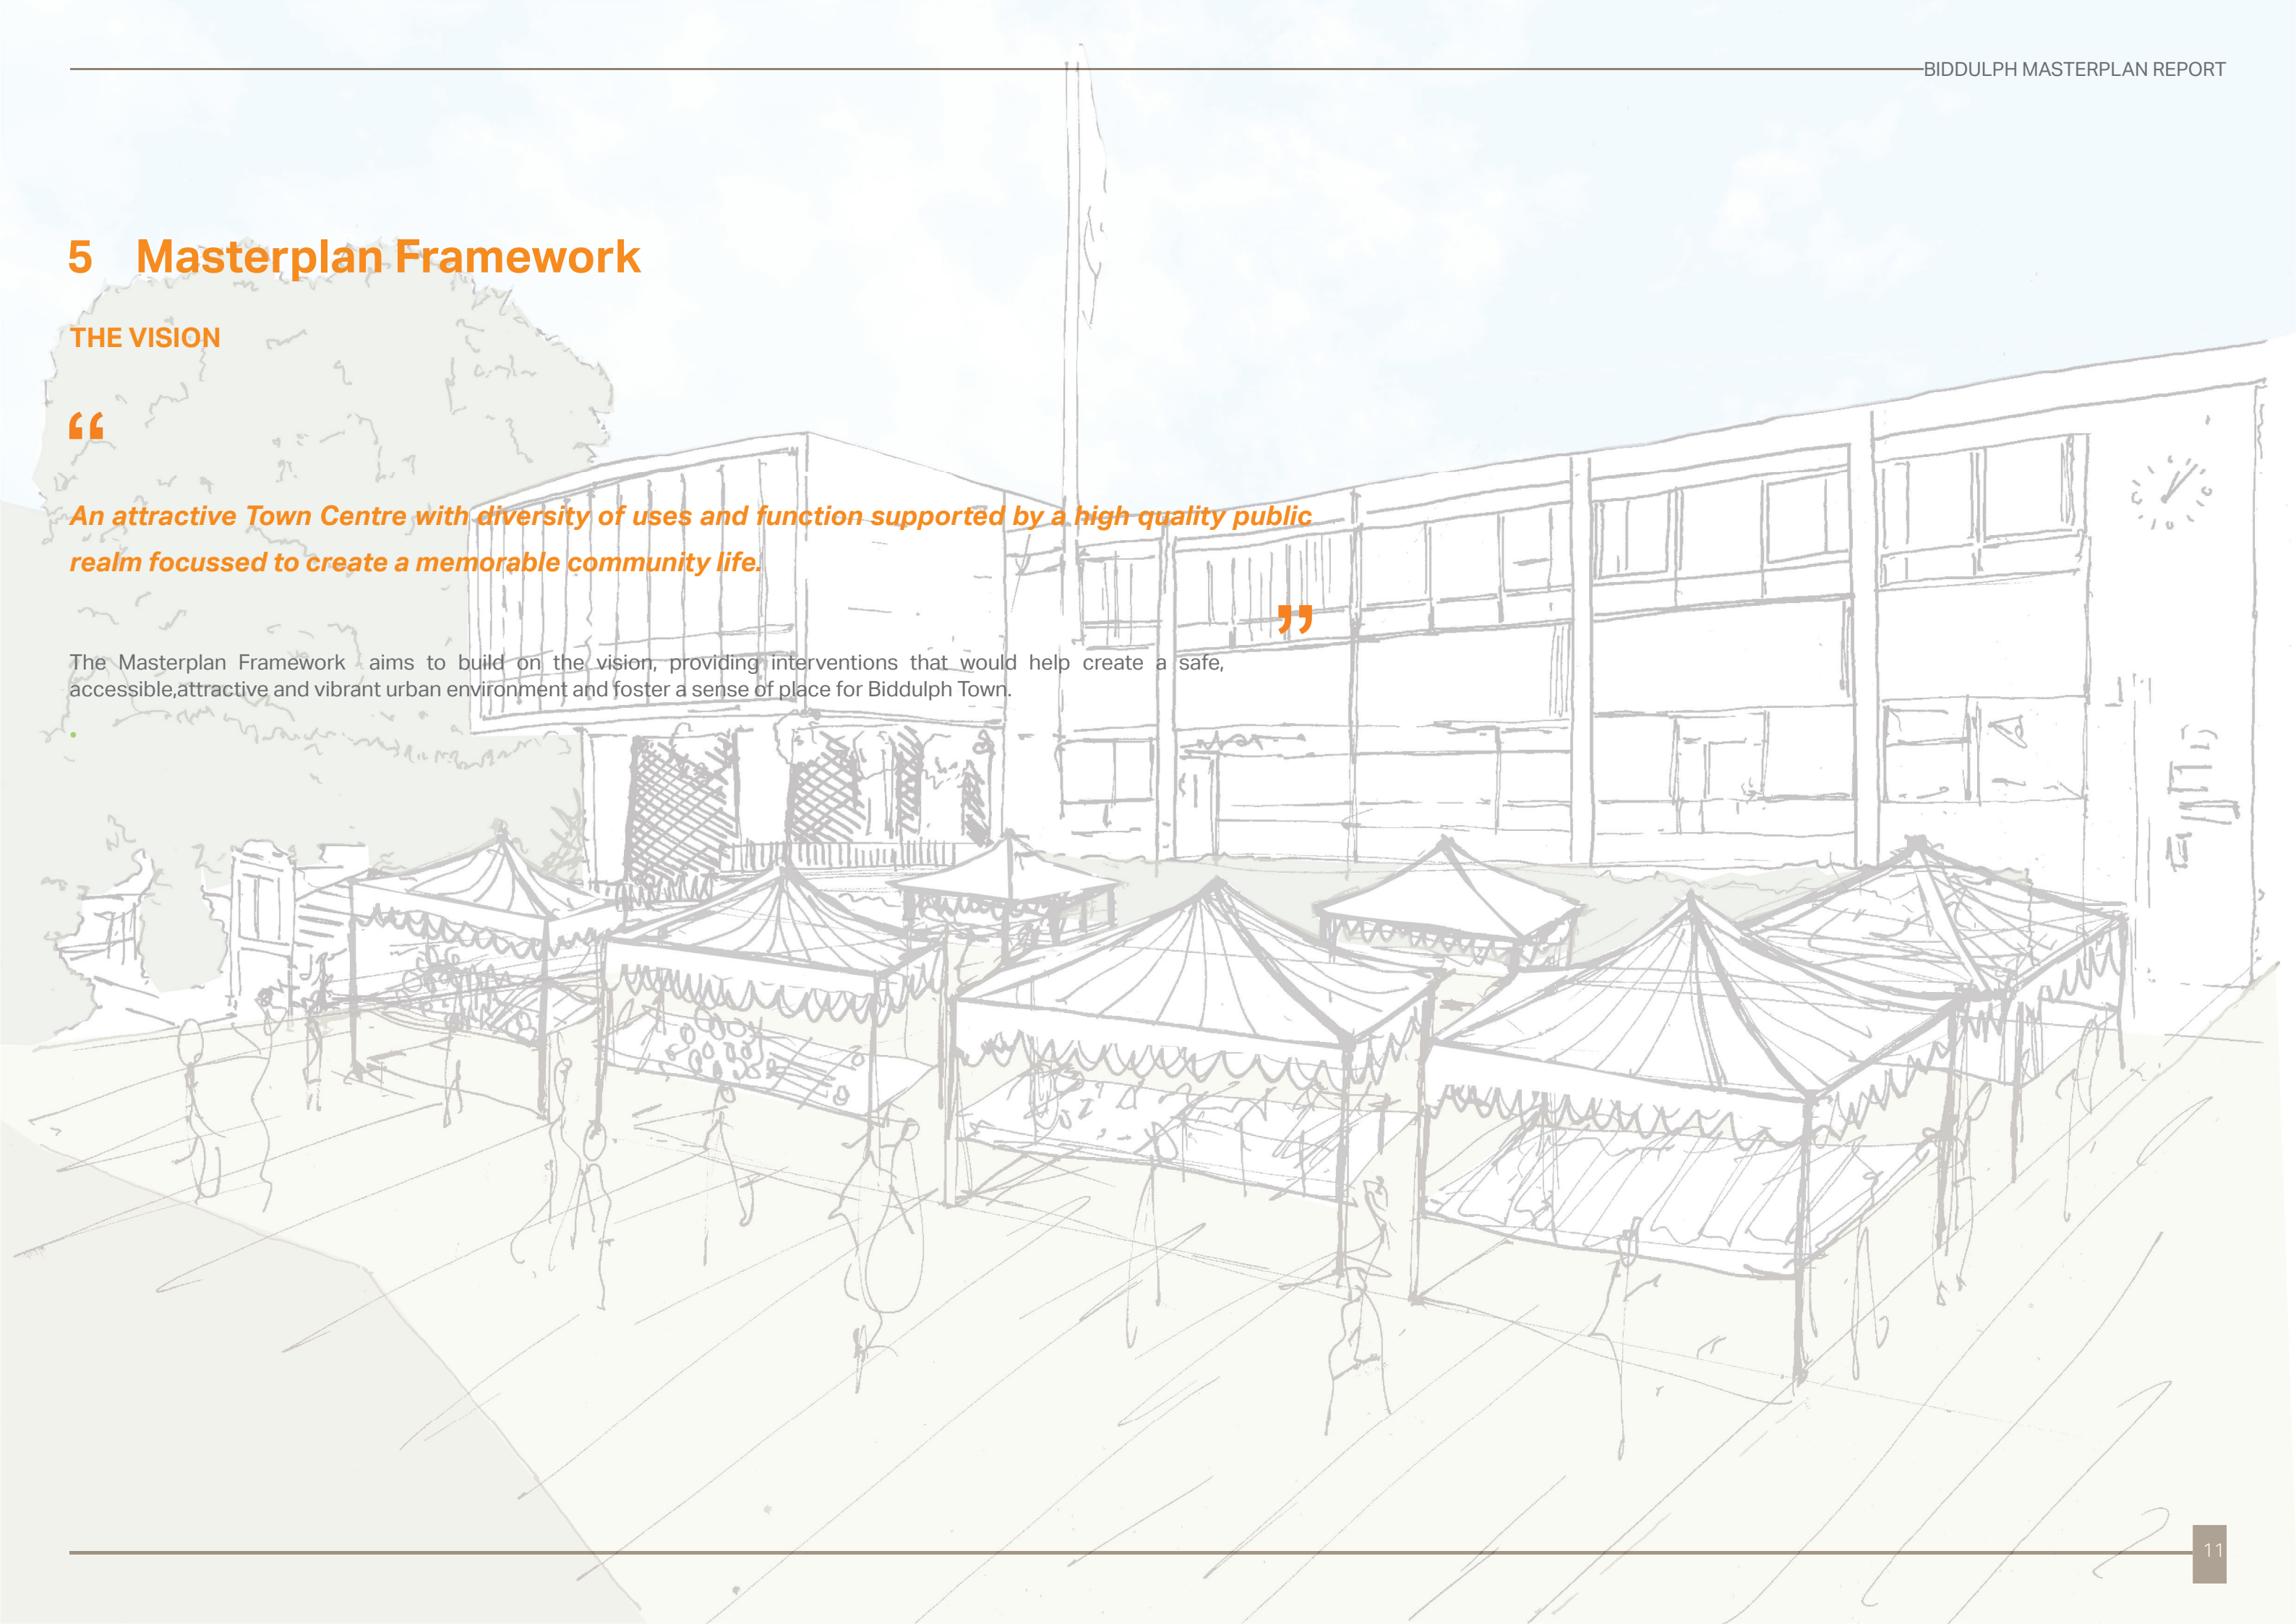 BIDDULPH MASTERPLAN REPORT
5 Masterplan Framework
THE VISION
“
An attractive Town Centre with diversity of uses and function supported by a high quality public
realm focussed to create a memorable community life.
”
The Masterplan Framework aims to build on the vision, providing interventions that would help create a safe,
accessible,attractive and vibrant urban environment and foster a sense of place for Biddulph Town.
11